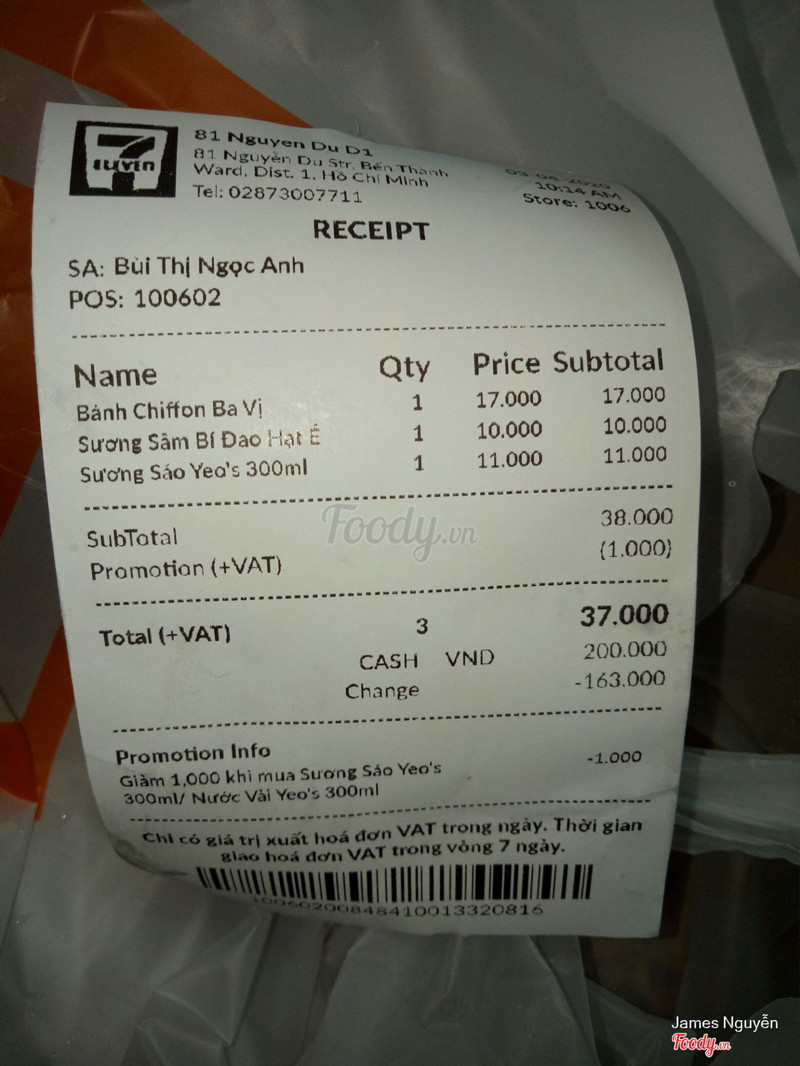 7
ELEVEN
81 Nguyen Du D1
81 Nguyễn Du Str, Bến Thành
Ward, Dist. 1, Hồ Chí Minh
Tel: 02873007711
03-04-2020
10:14 AM
Store: 1006
RECEIPT
SA: Bùi Thị Ngọc Anh
POS: 100602
Name Qty Price Subtotal
Bánh Chiffon Ba Vị 1 17.000 17.000
Sương Sâm Bí Đao Hạt É 1 10.000 10.000
Sương Sáo Yeo's 300ml 1 11.000 11.000
SubTotal 38.000
Promotion (+VAT) (1.000)
Foody.vn
Total (+VAT) 3 37.000
CASH VND 200.000
Change -163.000
Promotion Info
Giảm 1,000 khi mua Sương Sáo Yeo's -1.000
300ml/ Nước Vải Yeo's 300ml
Chỉ có giá trị xuất hoá đơn VAT trong ngày. Thời gian
giao hoá đơn VAT trong vòng 7 ngày.
10060200848410013320816
James Nguyễn
Foody.vn